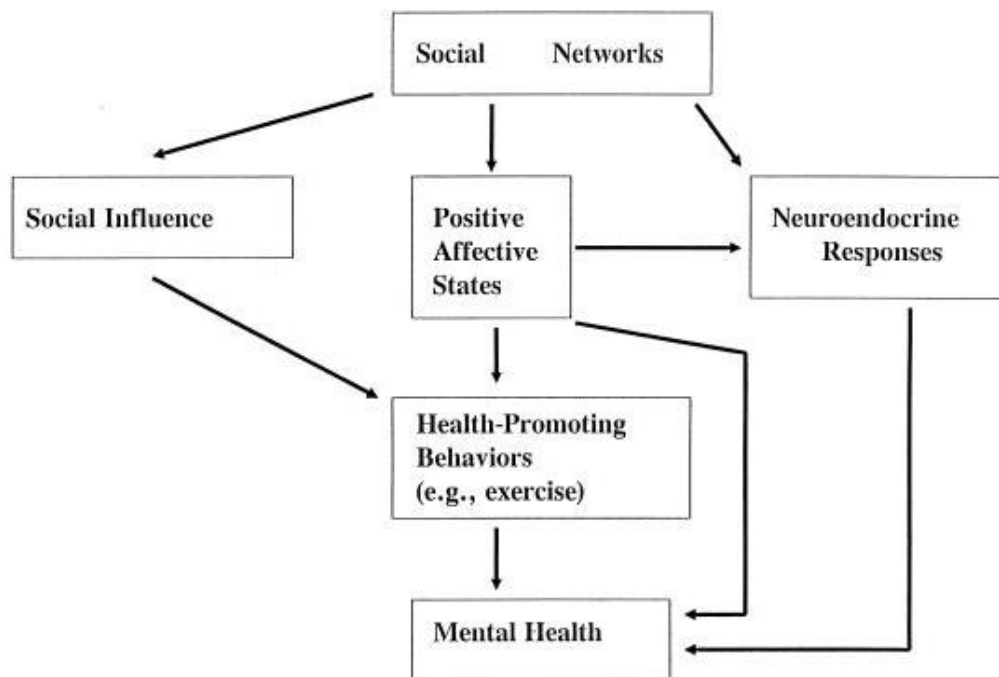 Social Networks
Social Influence
Positive
Affective
States
Neuroendocrine
Responses
Health-Promoting
Behaviors
(e.g., exercise)
Mental Health